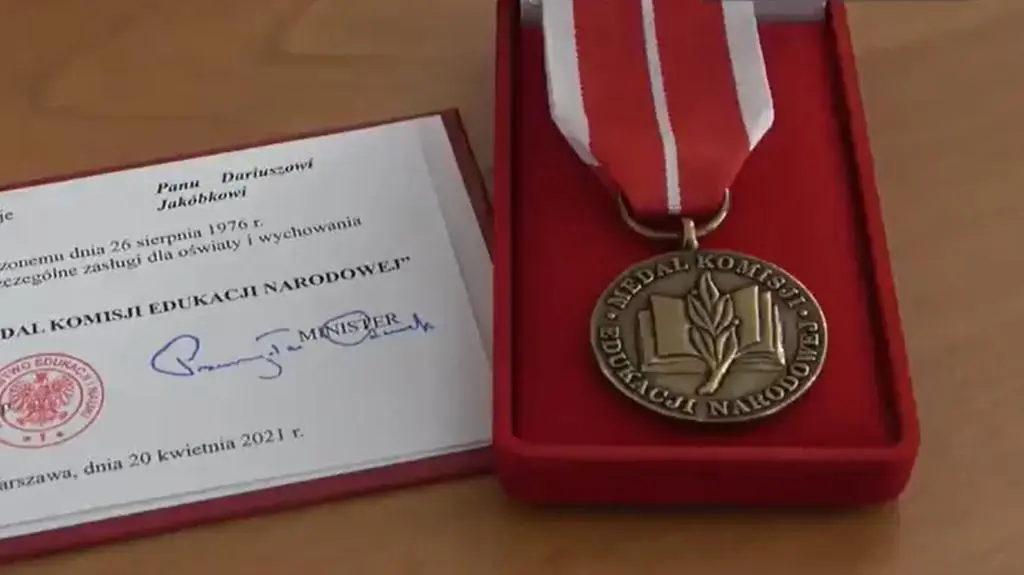 je Panu Dariuszowi
Jakóbkowi
zonemu dnia 26 sierpnia 1976 r.
zczególne zasługi dla oświaty i wychowania
DAL KOMISJI EDUKACJI NARODOWEJ”
MINISTER
arszawa, dnia 20 kwietnia 2021 r.
MEDAL KOMISJI
EDUKACJI NARODOWEJ